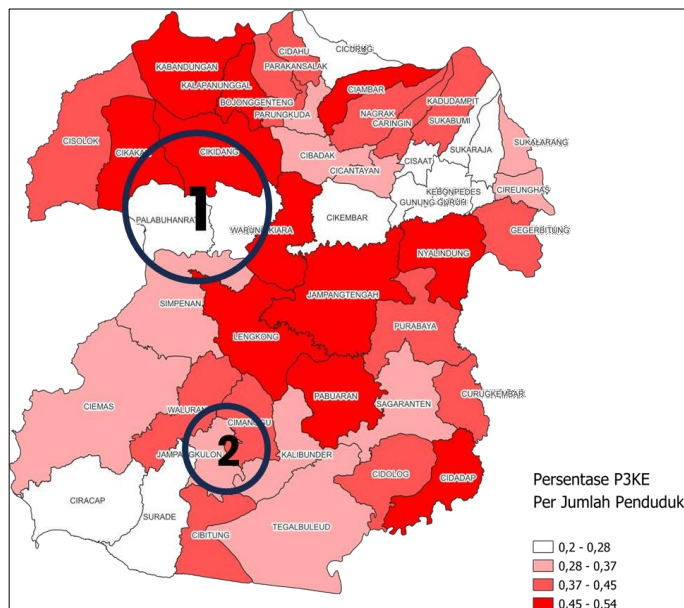 CICURUG
CIDAHU
KABANDUNGAN
PARAKANSALAK
KALAPANUNGGAL
CIAMBAR
BOJONGGENTENG
KADUDAMPIT
NAGRAK
PARUNGKUDA
CARINGIN
SUKABUMI
CISOLOK
SUKALARANG
SUKARAJA
CIKAKAK
CIKIDANG
CIBADAK
CISAAT
CICANTAYAN
CIREUNGHAS
KEBONPEDES
GUNUNG GURUH
1
PALABUHANRAT
CIKEMBAR
WARUNGKIARA
GEGERBITUNG
NYALINDUNG
JAMPANGTENGAH
SIMPENAN
PURABAYA
LENGKONG
CURUGKEMBAR
PABUARAN
CIEMAS
WALURAN
SAGARANTEN
CIMANGGU
2
JAMPANGKULON
KALIBUNDER
CIDOLOG
CIDADAP
Persentase P3KE
Per Jumlah Penduduk
CIRACAP
SURADE
TEGALBULEUD
CIBITUNG
0,2 - 0,28
0,28 - 0,37
0,37 - 0,45
0,45 - 0,54